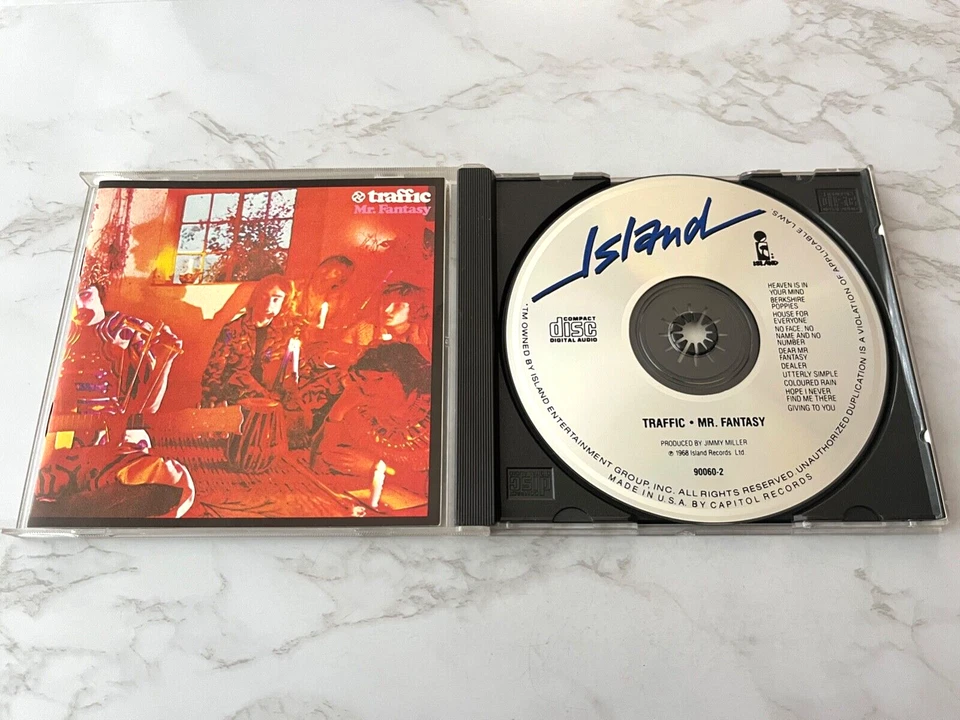 traffic
Mr. Fantasy
Island
ISLAND
COMPACT
disc
DIGITAL AUDIO
HEAVEN IS IN
YOUR MIND
BERKSHIRE
POPPIES
HOUSE FOR
EVERYONE
NO FACE, NO
NAME AND NO
NUMBER
DEAR MR
FANTASY
DEALER
UTTERLY SIMPLE
COLOURED RAIN
HOPE I NEVER
FIND ME THERE
GIVING TO YOU
TRAFFIC • MR. FANTASY
PRODUCED BY JIMMY MILLER
℗ 1968 Island Records Ltd
90060-2
"TM OWNED BY ISLAND ENTERTAINMENT GROUP, INC. ALL RIGHTS RESERVED. UNAUTHORIZED DUPLICATION IS A VIOLATION OF APPLICABLE LAWS.
MADE IN U.S.A. BY CAPITOL RECORDS
COMPACT
disc
disc